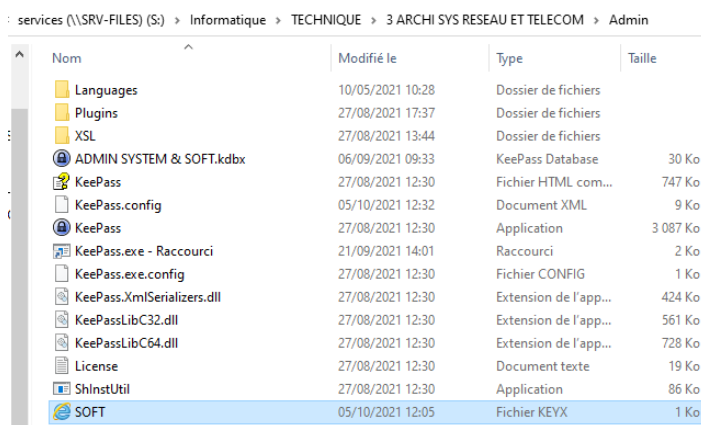 services (\\SRV-FILES) (S:) › Informatique › TECHNIQUE › 3 ARCHI SYS RESEAU ET TELECOM › Admin
Nom Modifié le Type Taille
Languages 10/05/2021 10:28 Dossier de fichiers
Plugins 27/08/2021 17:37 Dossier de fichiers
XSL 27/08/2021 13:44 Dossier de fichiers
ADMIN SYSTEM & SOFT.kdbx 06/09/2021 09:33 KeePass Database 30 Ko
KeePass 27/08/2021 12:30 Fichier HTML com... 747 Ko
KeePass.config 05/10/2021 12:32 Document XML 9 Ko
KeePass 27/08/2021 12:30 Application 3 087 Ko
KeePass.exe - Raccourci 21/09/2021 14:01 Raccourci 2 Ko
KeePass.exe.config 27/08/2021 12:30 Fichier CONFIG 1 Ko
KeePass.XmlSerializers.dll 27/08/2021 12:30 Extension de l'app... 424 Ko
KeePassLibC32.dll 27/08/2021 12:30 Extension de l'app... 561 Ko
KeePassLibC64.dll 27/08/2021 12:30 Extension de l'app... 728 Ko
License 27/08/2021 12:30 Document texte 19 Ko
ShInstUtil 27/08/2021 12:30 Application 86 Ko
SOFT 05/10/2021 12:05 Fichier KEYX 1 Ko